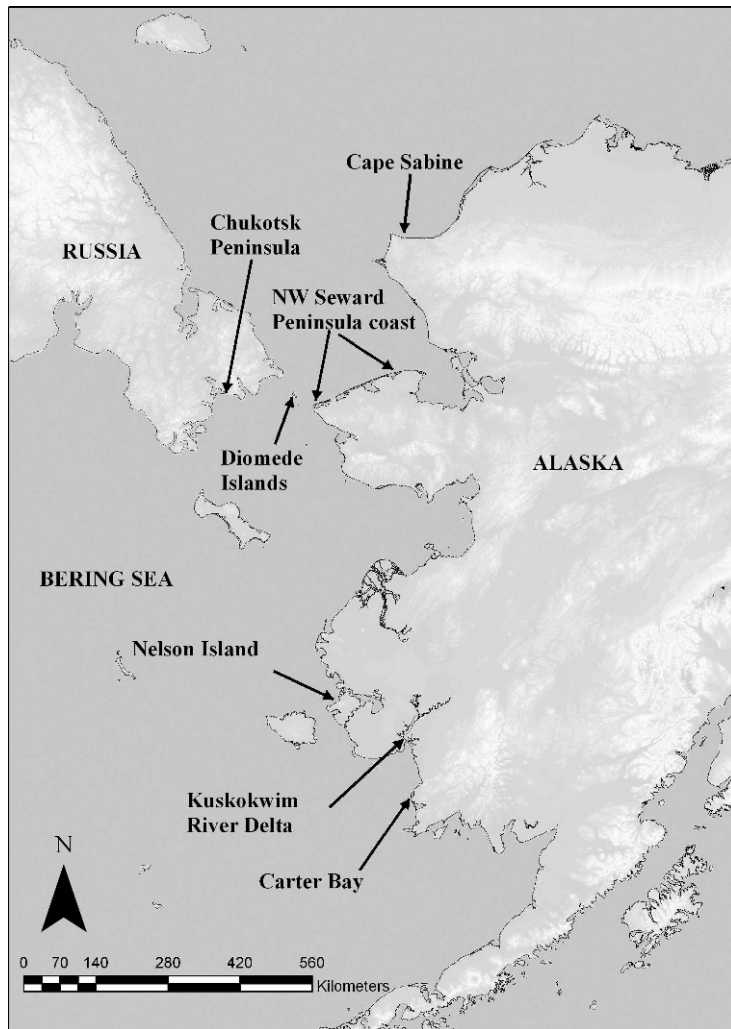 Cape Sabine
Chukotsk
Peninsula
RUSSIA
NW Seward
Peninsula coast
Diomede
Islands
ALASKA
BERING SEA
Nelson Island
Kuskokwim
River Delta
Carter Bay
N
0 70 140 280 420 560
Kilometers